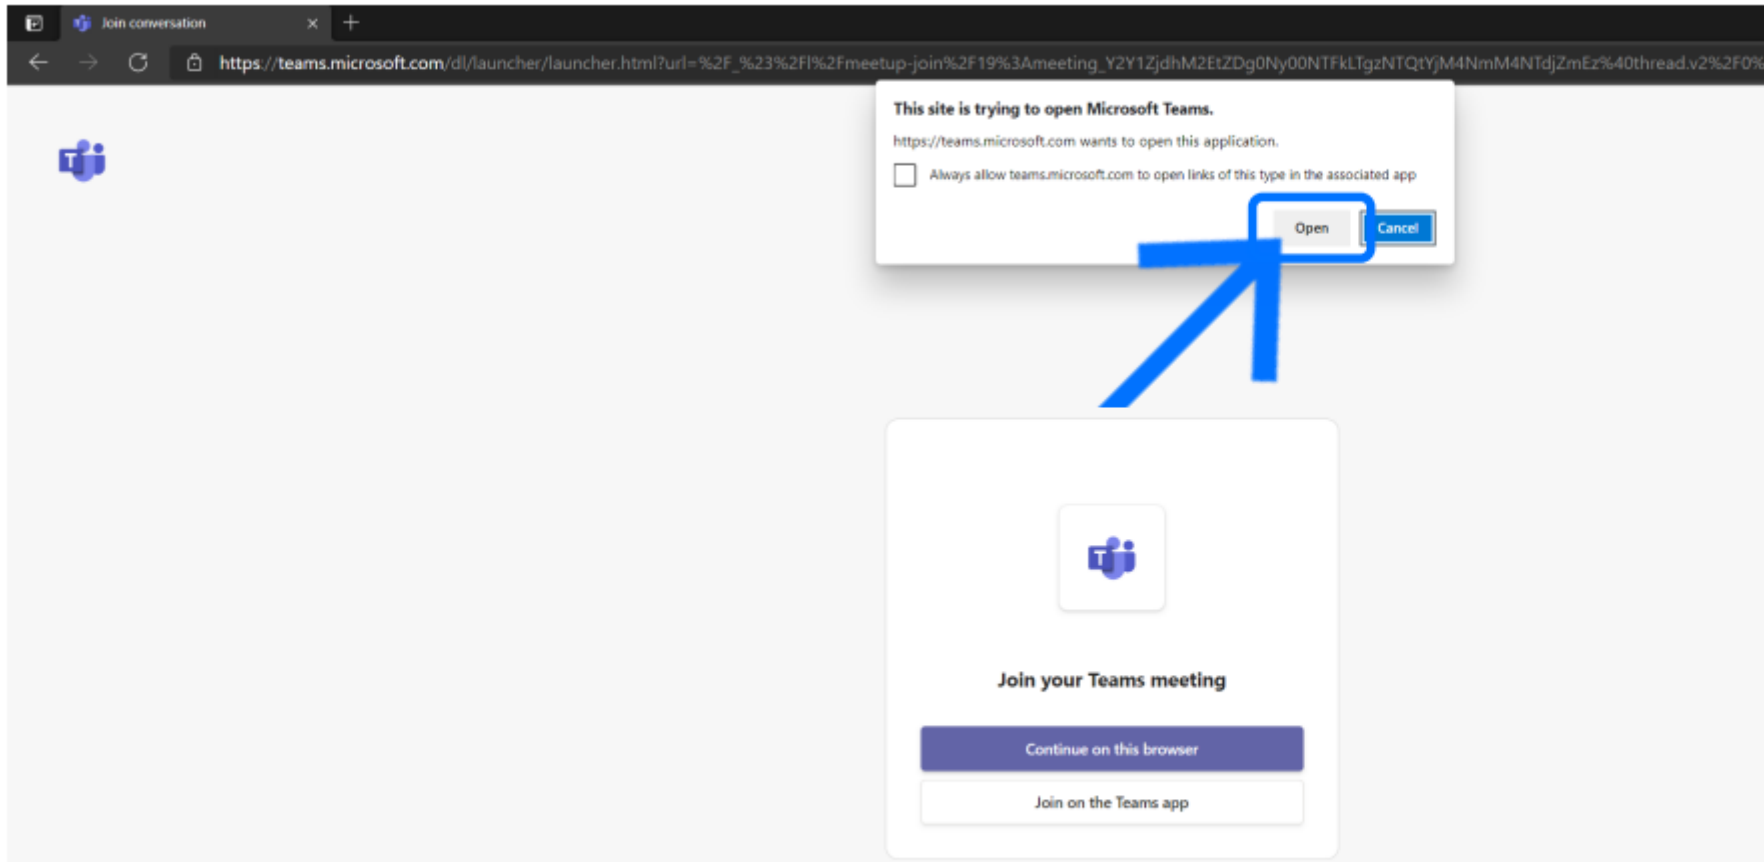 Join conversation
https://teams.microsoft.com/dl/launcher/launcher.html?url=%2F_%23%2Fl%2Fmeetup-join%2F19%3Ameeting_Y2Y1ZjdhM2EtZDg0Ny00NTFkLTgzNTQtYjM4NmM4NTdjZmEz%40thread.v2%2F0%
This site is trying to open Microsoft Teams.
https://teams.microsoft.com wants to open this application.
Always allow teams.microsoft.com to open links of this type in the associated app
Open Cancel
Join your Teams meeting
Continue on this browser
Join on the Teams app